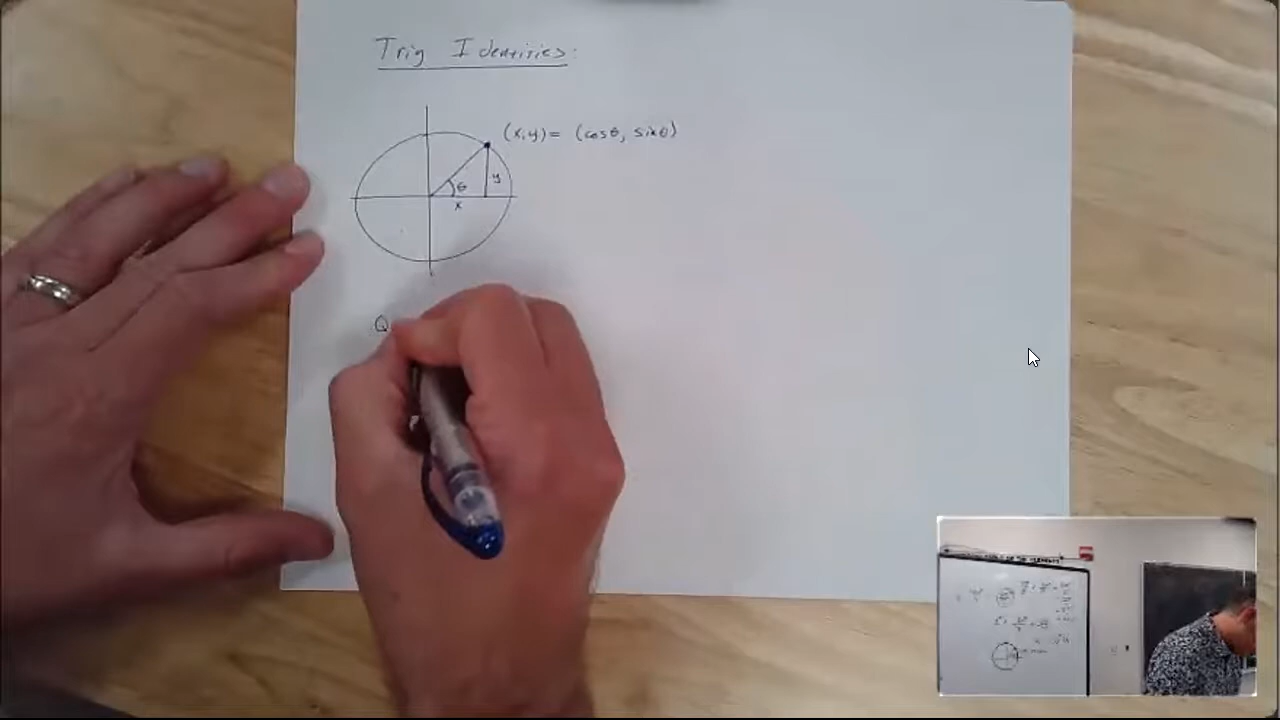 Trig Identities:
(x,y) = (cosθ, sinθ)
θ
y
x
Q